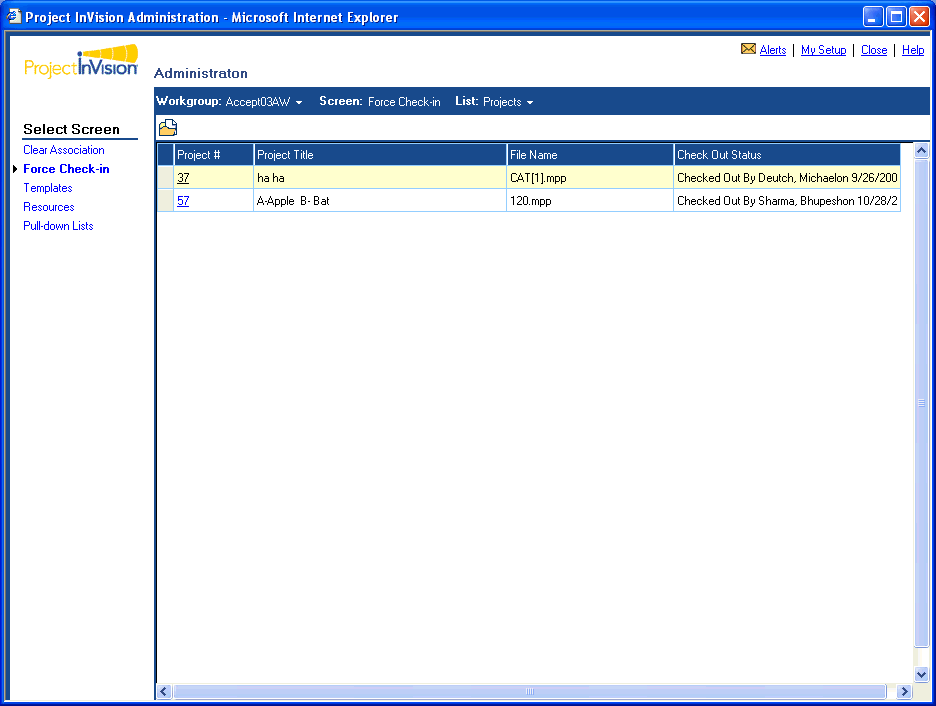 Project InVision Administration - Microsoft Internet Explorer
ProjectInVision
Alerts | My Setup | Close | Help
Administraton
Workgroup: Accept03AW Screen: Force Check-in List: Projects
Select Screen
Clear Association
Force Check-in
Templates
Resources
Pull-down Lists
Project # Project Title File Name Check Out Status
37 ha ha CAT[1].mpp Checked Out By Deutch, Michaelon 9/26/200
57 A-Apple B- Bat 120.mpp Checked Out By Sharma, Bhupeshon 10/28/2